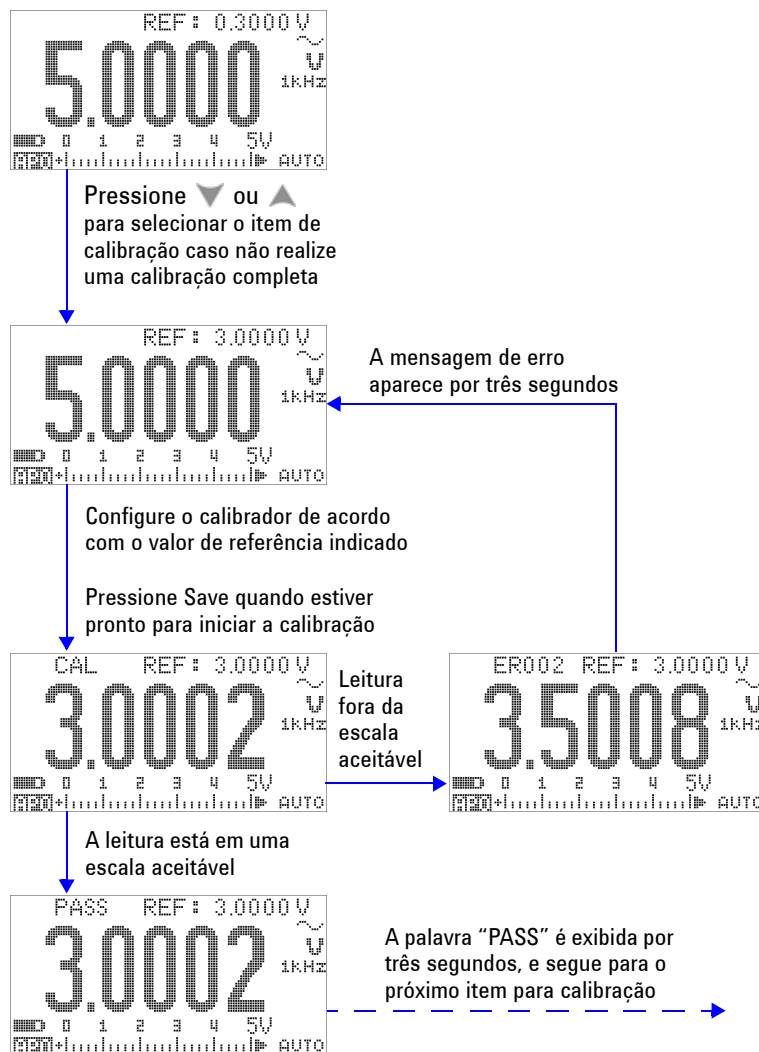 REF: 0.3000 V
5.0000
V
1kHz
0 1 2 3 4 5V
APO AUTO
Pressione ou
para selecionar o item de
calibração caso não realize
uma calibração completa
REF: 3.0000 V
5.0000
V
1kHz
0 1 2 3 4 5V
APO AUTO
A mensagem de erro
aparece por três segundos
Configure o calibrador de acordo
com o valor de referência indicado
Pressione Save quando estiver
pronto para iniciar a calibração
CAL REF: 3.0000 V
3.0002
V
1kHz
0 1 2 3 4 5V
APO AUTO
Leitura
fora da
escala
aceitável
ER002 REF: 3.0000 V
3.5008
V
1kHz
0 1 2 3 4 5V
APO AUTO
A leitura está em uma
escala aceitável
PASS REF: 3.0000 V
3.0002
V
1kHz
0 1 2 3 4 5V
APO AUTO
A palavra “PASS” é exibida por
três segundos, e segue para o
próximo item para calibração